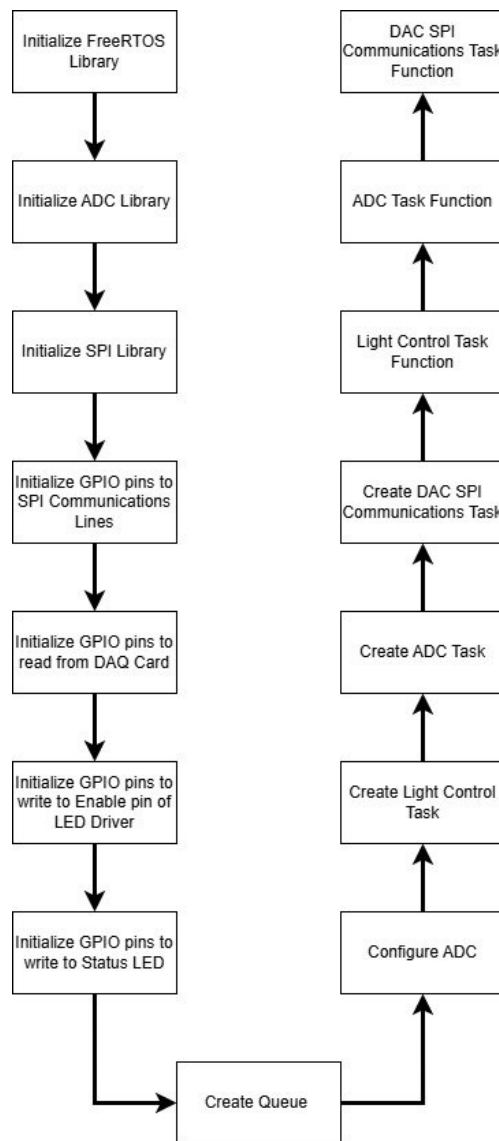 Initialize FreeRTOS
Library
Initialize ADC Library
Initialize SPI Library
Initialize GPIO pins to
SPI Communications
Lines
Initialize GPIO pins to
read from DAQ Card
Initialize GPIO pins to
write to Enable pin of
LED Driver
Initialize GPIO pins to
write to Status LED
Create Queue
Configure ADC
Create Light Control
Task
Create ADC Task
Create DAC SPI
Communications Task
Light Control Task
Function
ADC Task Function
DAC SPI
Communications Task
Function